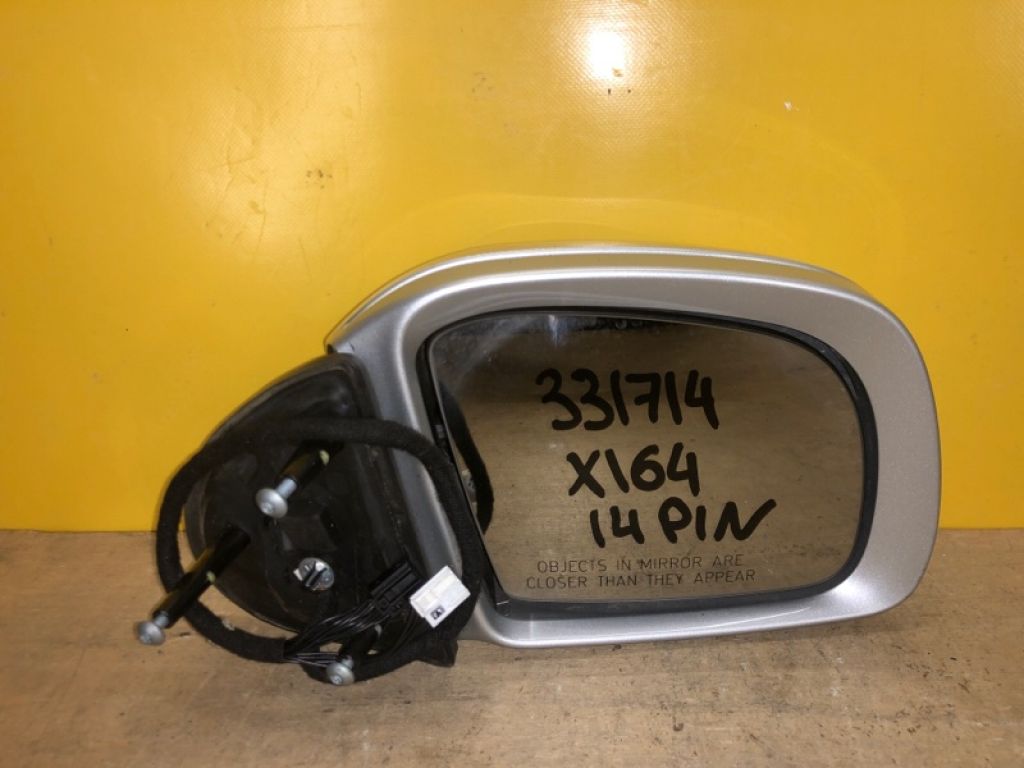 331714
X164
14 PIN
OBJECTS IN MIRROR ARE
CLOSER THAN THEY APPEAR